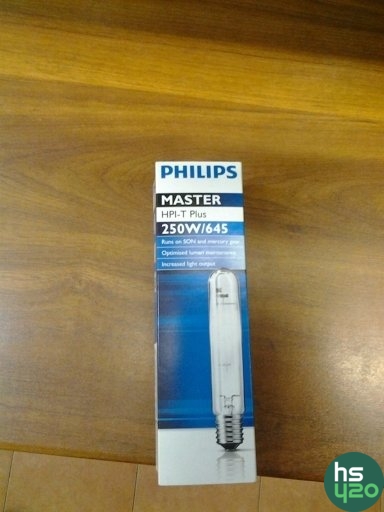 PHILIPS
MASTER
HPI-T Plus
250W/645
Runs on SON and mercury gear
Optimised lumen maintenance
Increased light output
hs
420